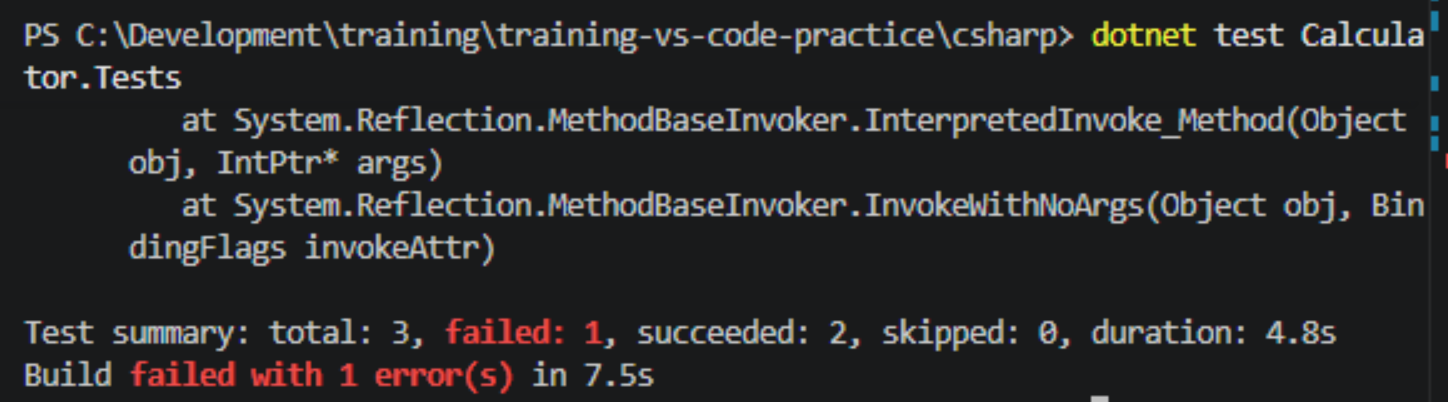 PS C:\Development\training\training-vs-code-practice\csharp> dotnet test Calcula
tor.Tests
at System.Reflection.MethodBaseInvoker.InterpretedInvoke_Method(Object
obj, IntPtr* args)
at System.Reflection.MethodBaseInvoker.InvokeWithNoArgs(Object obj, Bin
dingFlags invokeAttr)
Test summary: total: 3, failed: 1, succeeded: 2, skipped: 0, duration: 4.8s
Build failed with 1 error(s) in 7.5s